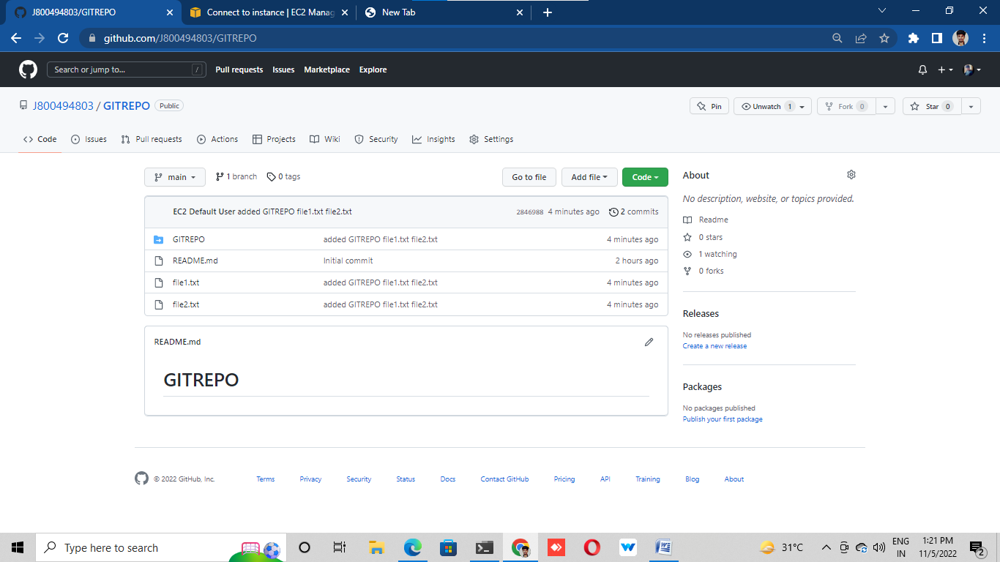 J800494803/GITREPO
Connect to instance | EC2 Manag
New Tab
github.com/J800494803/GITREPO
Search or jump to... /
Pull requests Issues Marketplace Explore
J800494803 / GITREPO Public
Pin Unwatch 1 Fork 0 Star 0
Code Issues Pull requests Actions Projects Wiki Security Insights Settings
main 1 branch 0 tags Go to file Add file Code
EC2 Default User added GITREPO file1.txt file2.txt 2846988 4 minutes ago 2 commits
GITREPO added GITREPO file1.txt file2.txt 4 minutes ago
README.md Initial commit 2 hours ago
file1.txt added GITREPO file1.txt file2.txt 4 minutes ago
file2.txt added GITREPO file1.txt file2.txt 4 minutes ago
README.md
GITREPO
About
No description, website, or topics provided.
Readme
0 stars
1 watching
0 forks
Releases
No releases published
Create a new release
Packages
No packages published
Publish your first package
© 2022 GitHub, Inc. Terms Privacy Security Status Docs Contact GitHub Pricing API Training Blog About
Type here to search
31°C
ENG
IN
1:21 PM
11/5/2022
2